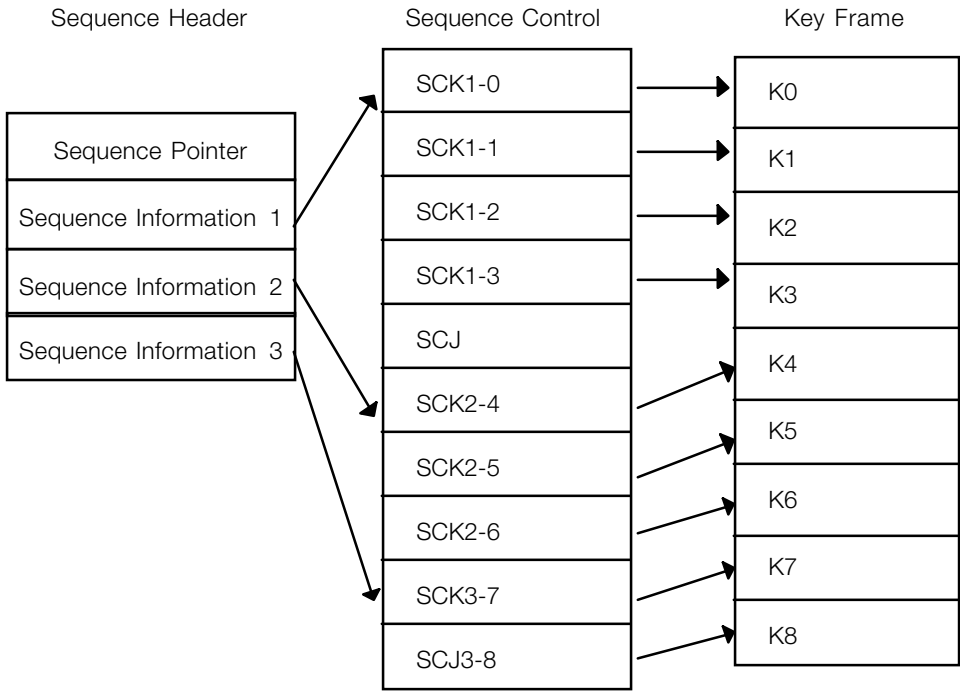 Sequence Header
Sequence Pointer
Sequence Information 1
Sequence Information 2
Sequence Information 3
Sequence Control
SCK1-0
SCK1-1
SCK1-2
SCK1-3
SCJ
SCK2-4
SCK2-5
SCK2-6
SCK3-7
SCJ3-8
Key Frame
K0
K1
K2
K3
K4
K5
K6
K7
K8